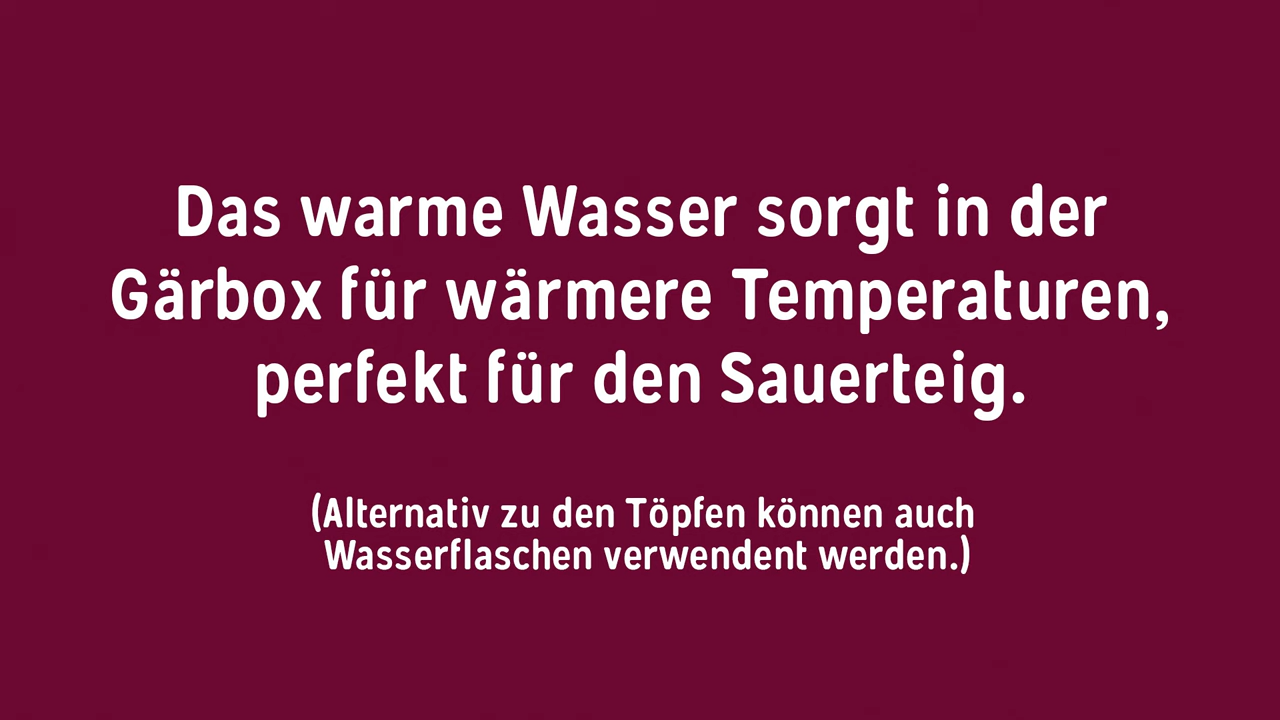 Das warme Wasser sorgt in der
Gärbox für wärmere Temperaturen,
perfekt für den Sauerteig.
(Alternativ zu den Töpfen können auch
Wasserflaschen verwendent werden.)